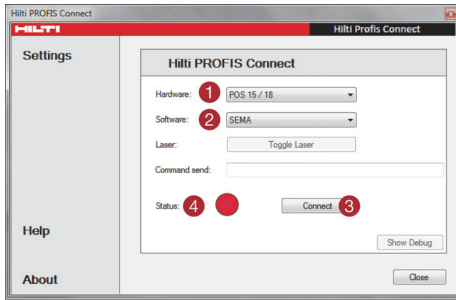 Hilti PROFIS Connect
HILTI
Hilti Profis Connect
Settings
Hilti PROFIS Connect
Hardware: 1 POS 15 / 18
Software: 2 SEMA
Laser: Toggle Laser
Command send:
Status: 4 Connect 3
Help
Show Debug
About
Close